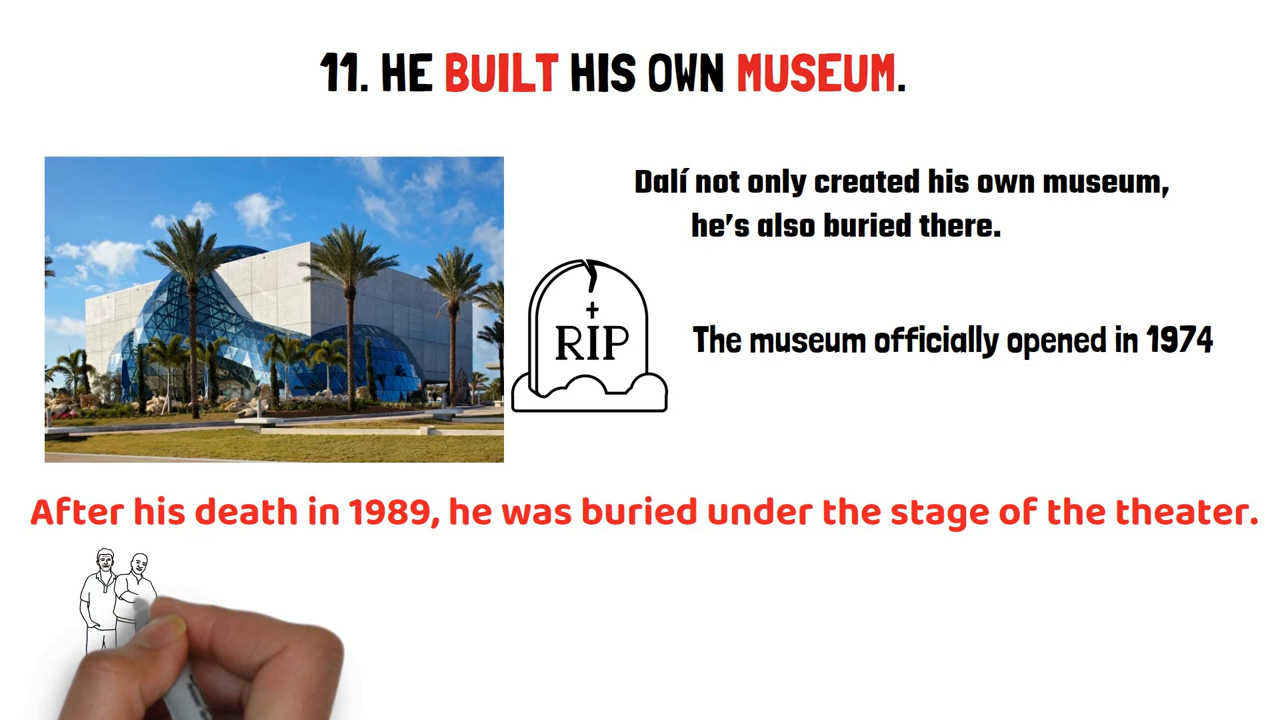 11. HE BUILT HIS OWN MUSEUM.
Dalí not only created his own museum,
he's also buried there.
RIP
The museum officially opened in 1974
After his death in 1989, he was buried under the stage of the theater.